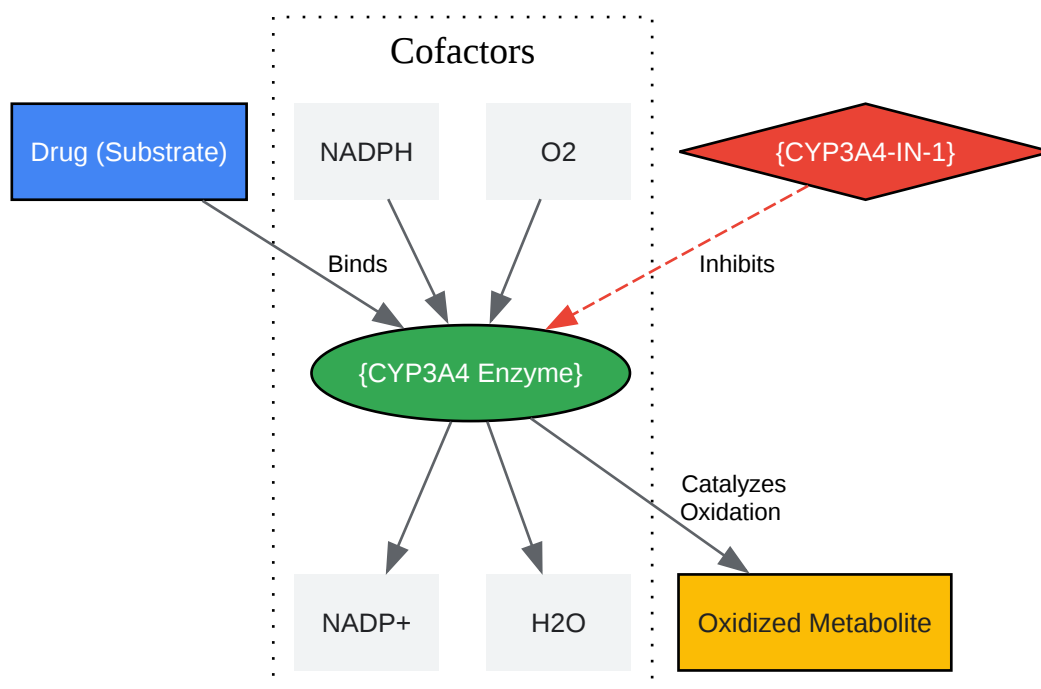 Cofactors
Drug (Substrate)
NADPH
O2
{CYP3A4-IN-1}
Binds
Inhibits
{CYP3A4 Enzyme}
Catalyzes
Oxidation
NADP+
H2O
Oxidized Metabolite